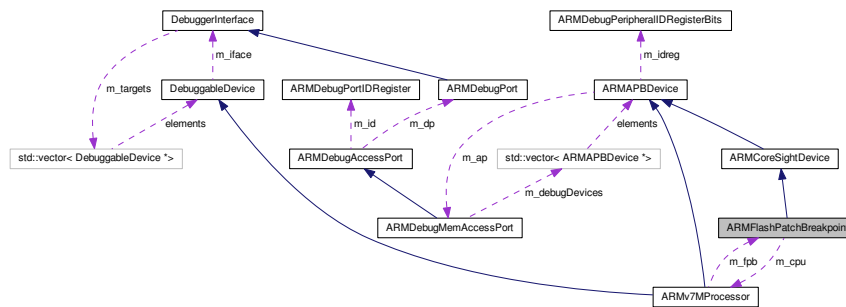 DebuggerInterface
ARMDebugPeripheralIDRegisterBits
m_iface
m_idreg
m_targets
DebuggableDevice
ARMDebugPortIDRegister
ARMDebugPort
ARMAPBDevice
elements
m_id
m_dp
elements
m_ap
std::vector< DebuggableDevice *>
ARMDebugAccessPort
std::vector< ARMAPBDevice *>
ARMCoreSightDevice
m_debugDevices
ARMDebugMemAccessPort
ARMFlashPatchBreakpoint
m_fpb
m_cpu
ARMv7MProcessor